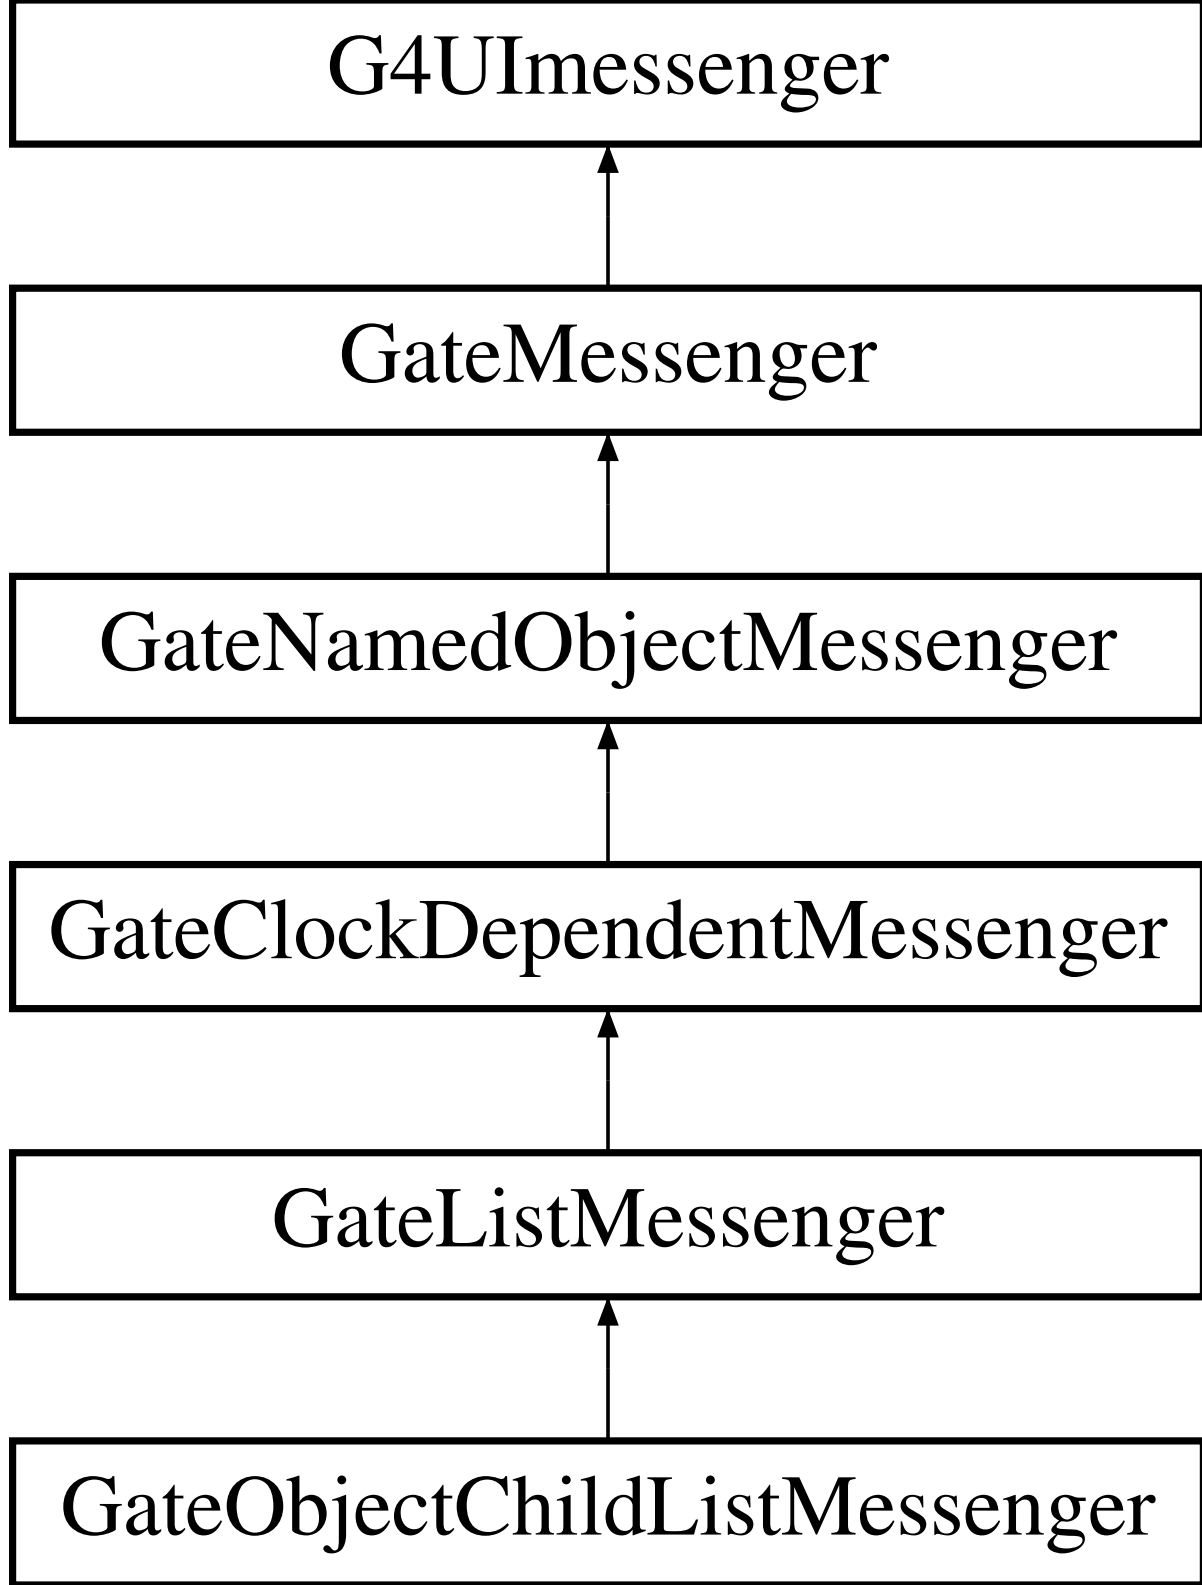 G4UImessenger
GateMessenger
GateNamedObjectMessenger
GateClockDependentMessenger
GateListMessenger
GateObjectChildListMessenger